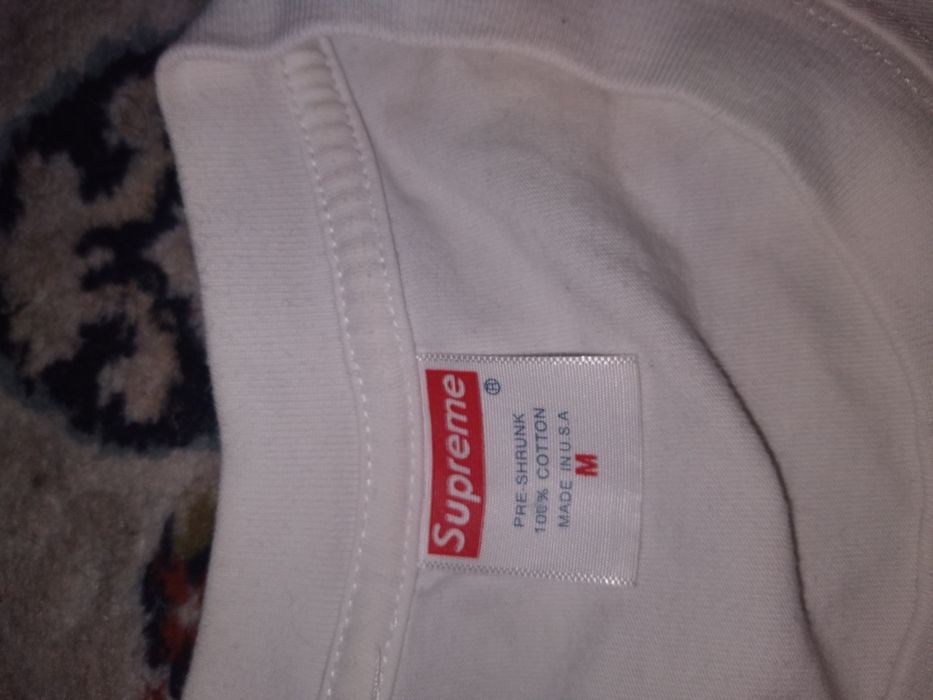 Supreme
®
PRE-SHRUNK
100% COTTON
MADE IN U.S.A
M